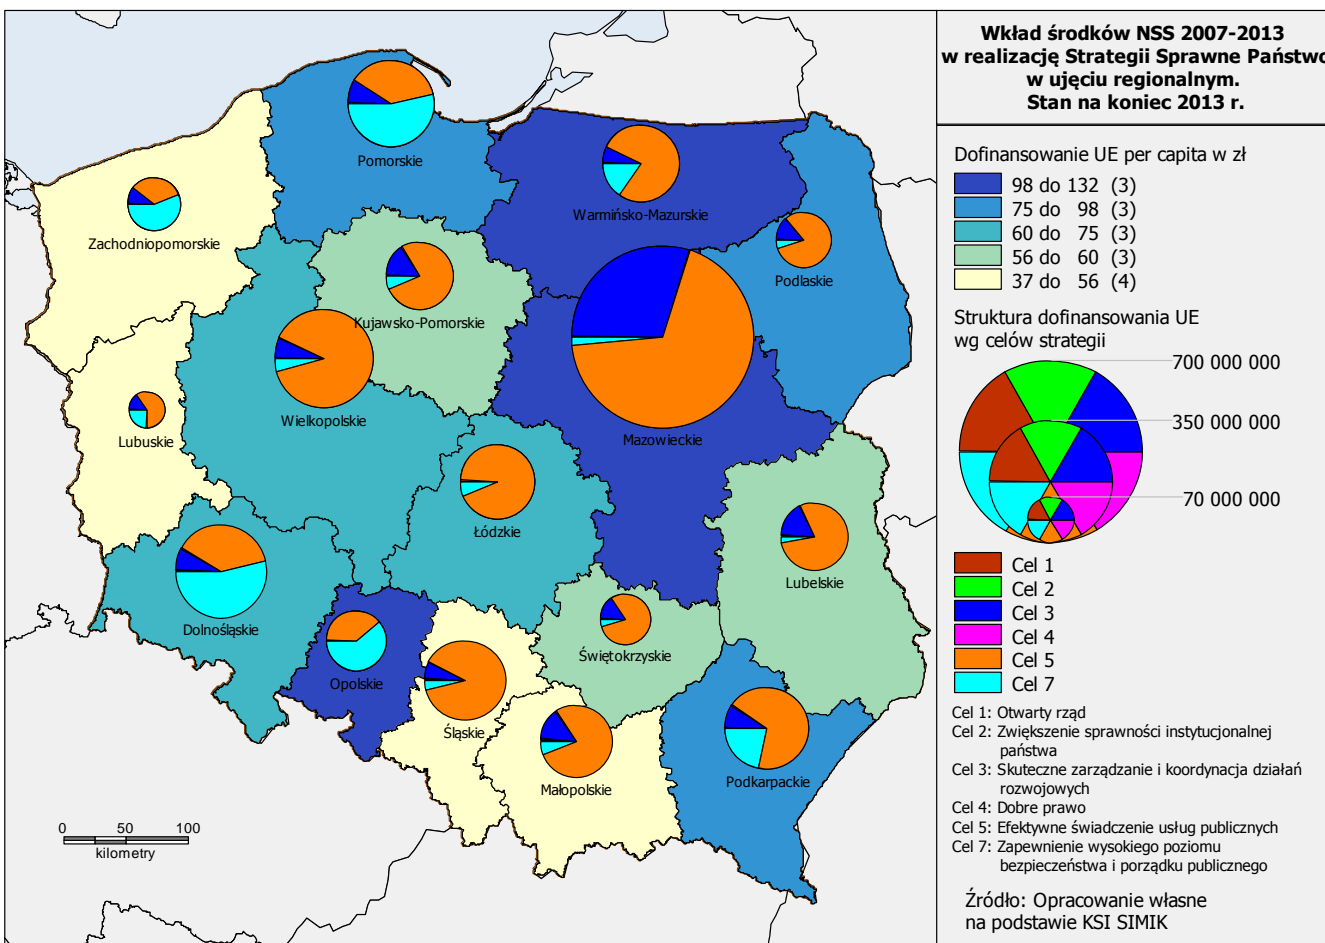 Wkład środków NSS 2007-2013
w realizację Strategii Sprawne Państwo
w ujęciu regionalnym.
Stan na koniec 2013 r.
Dofinansowanie UE per capita w zł
98 do 132 (3)
75 do 98 (3)
60 do 75 (3)
56 do 60 (3)
37 do 56 (4)
Struktura dofinansowania UE
wg celów strategii
700 000 000
350 000 000
70 000 000
Cel 1
Cel 2
Cel 3
Cel 4
Cel 5
Cel 7
Cel 1: Otwarty rząd
Cel 2: Zwiększenie sprawności instytucjonalnej
państwa
Cel 3: Skuteczne zarządzanie i koordynacja działań
rozwojowych
Cel 4: Dobre prawo
Cel 5: Efektywne świadczenie usług publicznych
Cel 7: Zapewnienie wysokiego poziomu
bezpieczeństwa i porządku publicznego
Źródło: Opracowanie własne
na podstawie KSI SIMIK
Pomorskie
Warmińsko-Mazurskie
Zachodniopomorskie
Podlaskie
Kujawsko-Pomorskie
Wielkopolskie
Mazowieckie
Lubuskie
Łódzkie
Lubelskie
Dolnośląskie
Świętokrzyskie
Opolskie
Śląskie
Małopolskie
Podkarpackie
0 50 100
kilometry